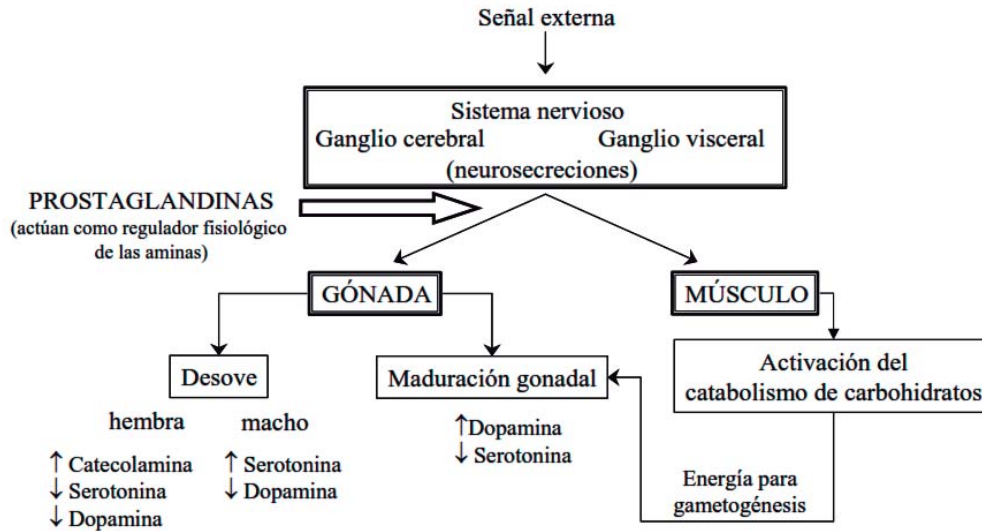 Señal externa
Sistema nervioso
Ganglio cerebral Ganglio visceral
(neurosecreciones)
PROSTAGLANDINAS
(actúan como regulador fisiológico
de las aminas)
GÓNADA
MÚSCULO
Desove
Maduración gonadal
Activación del
catabolismo de carbohidratos
hembra macho
↑ Catecolamina
↓ Serotonina
↓ Dopamina
↑ Serotonina
↓ Dopamina
↑Dopamina
↓ Serotonina
Energía para
gametogénesis